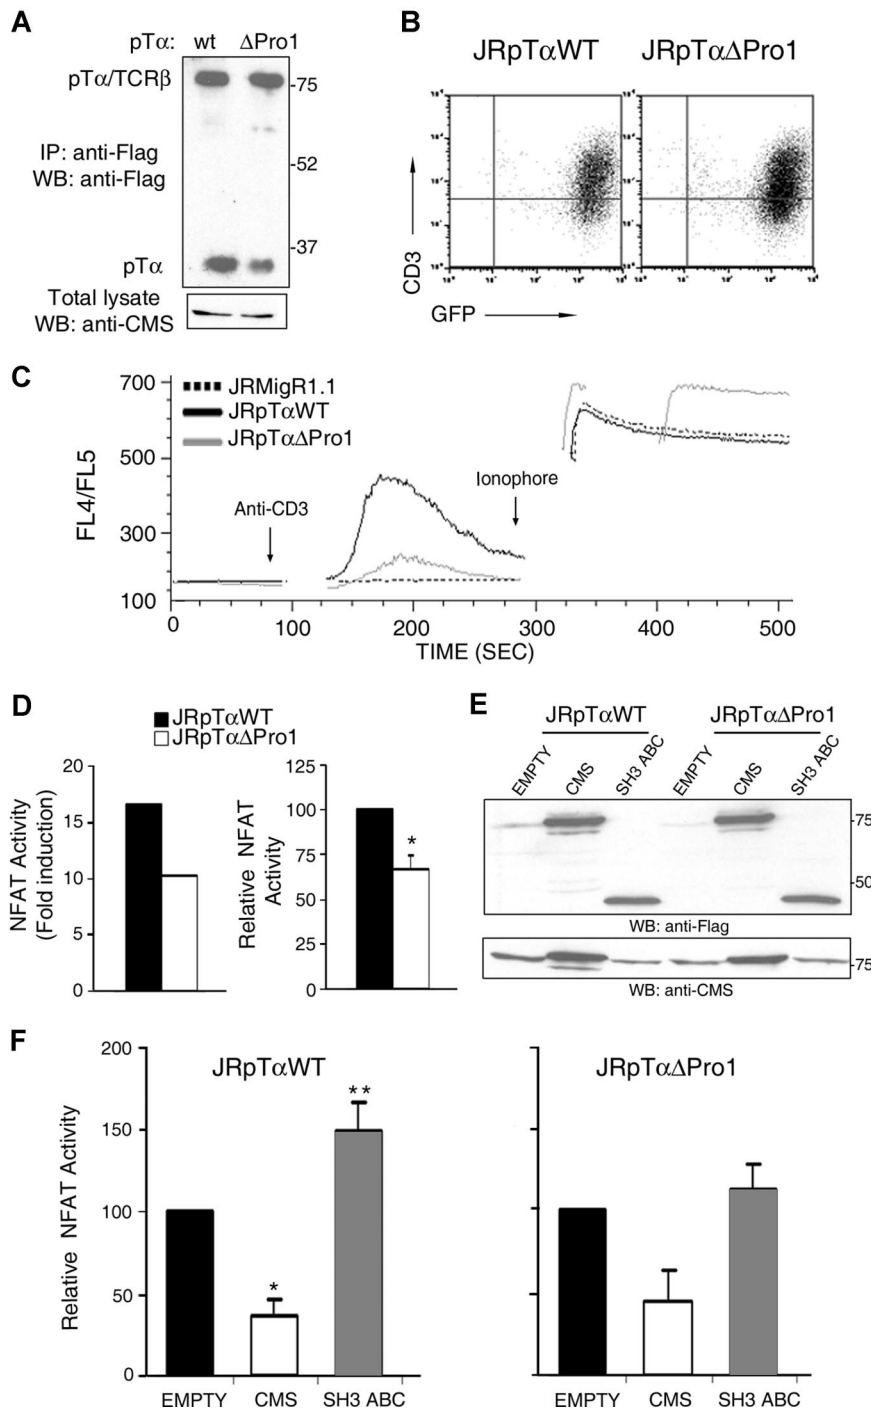 A
pTα: wt ΔPro1
pTα/TCRβ
-75
IP: anti-Flag
WB: anti-Flag
-52
-37
pTα
Total lysate
WB: anti-CMS
B
JRpTαWT JRpTαΔPro1
CD3
GFP
C
JRMigR1.1
JRpTαWT
JRpTαΔPro1
FL4/FL5
700
500
300
100
Anti-CD3
Ionophore
0 100 200 300 400 500
TIME (SEC)
D
JRpTαWT
JRpTαΔPro1
NFAT Activity
(Fold induction)
20
15
10
5
0
Relative NFAT
Activity
125
100
75
50
25
0
*
E
JRpTαWT JRpTαΔPro1
EMPTY CMS SH3 ABC EMPTY CMS SH3 ABC
-75
-50
WB: anti-Flag
-75
WB: anti-CMS
F
Relative NFAT Activity
200
150
100
50
0
JRpTαWT
*
**
EMPTY CMS SH3 ABC
JRpTαΔPro1
EMPTY CMS SH3 ABC